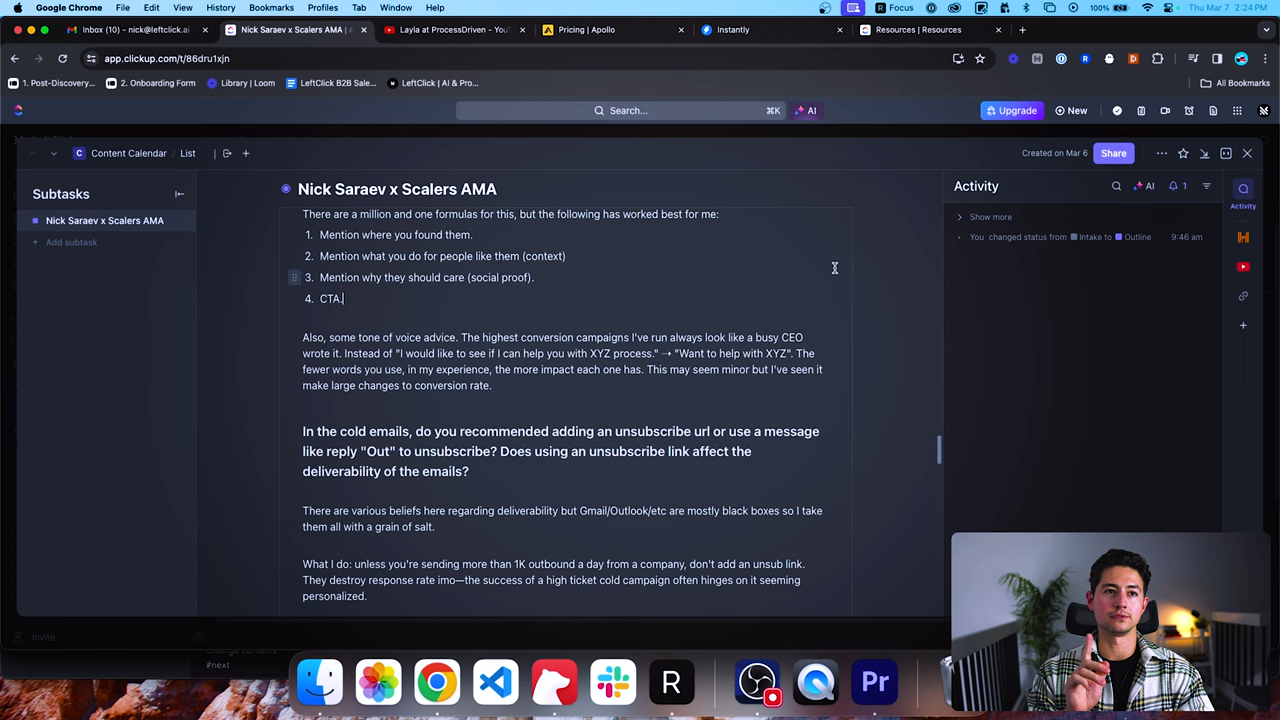 Google Chrome File Edit View History Bookmarks Profiles Tab Window Help
Focus 100% Thu Mar 7 2:24 PM
Inbox (10) - nick@leftclick.ai
Nick Saraev x Scalers AMA |
Layla at ProcessDriven - You
Pricing | Apollo
Instantly
Resources | Resources
app.clickup.com/t/86dru1xjn
1. Post-Discovery... 2. Onboarding Form Library | Loom LeftClick B2B Sale... LeftClick | AI & Pro... All Bookmarks
Search... ⌘K AI Upgrade New
Content Calendar / List
Created on Mar 6 Share
Subtasks
Nick Saraev x Scalers AMA
Add subtask
Nick Saraev x Scalers AMA
There are a million and one formulas for this, but the following has worked best for me:
1. Mention where you found them.
2. Mention what you do for people like them (context)
3. Mention why they should care (social proof).
4. CTA.
Also, some tone of voice advice. The highest conversion campaigns I've run always look like a busy CEO
wrote it. Instead of "I would like to see if I can help you with XYZ process." → "Want to help with XYZ". The
fewer words you use, in my experience, the more impact each one has. This may seem minor but I've seen it
make large changes to conversion rate.
In the cold emails, do you recommended adding an unsubscribe url or use a message
like reply "Out" to unsubscribe? Does using an unsubscribe link affect the
deliverability of the emails?
There are various beliefs here regarding deliverability but Gmail/Outlook/etc are mostly black boxes so I take
them all with a grain of salt.
What I do: unless you're sending more than 1K outbound a day from a company, don't add an unsub link.
They destroy response rate imo—the success of a high ticket cold campaign often hinges on it seeming
personalized.
Activity
AI 1
Show more
You changed status from Intake to Outline 9:46 am
Activity
Invite
#next
R
Pr